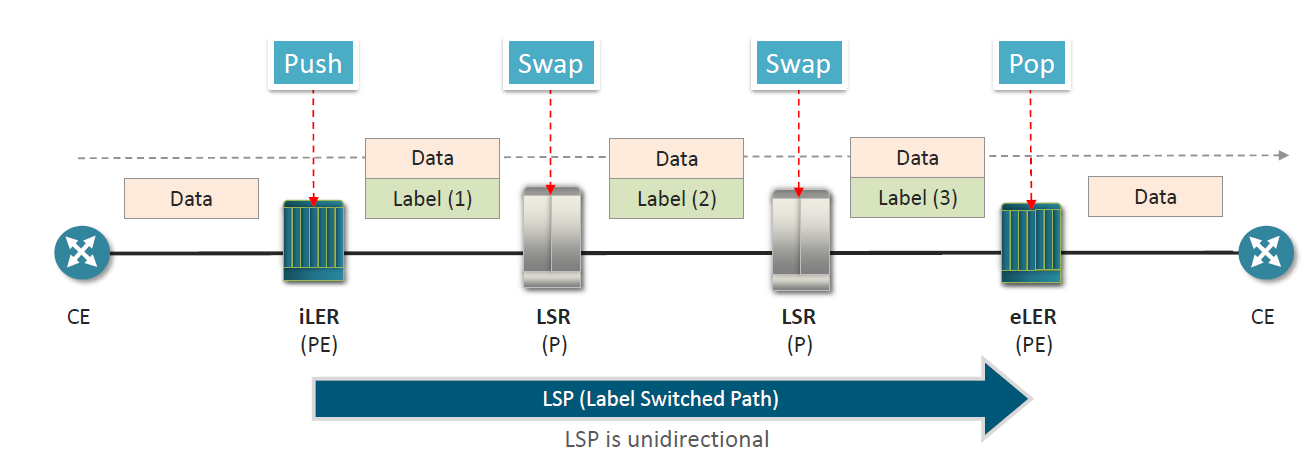 Push
Swap
Swap
Pop
Data
Data
Data
Data
Label (1)
Data
Label (2)
Data
Label (3)
CE
iLER
(PE)
LSR
(P)
LSR
(P)
eLER
(PE)
CE
LSP (Label Switched Path)
LSP is unidirectional